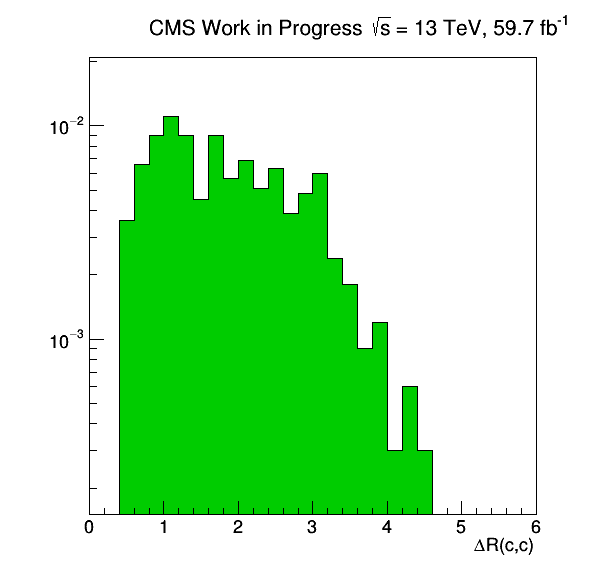 CMS Work in Progress √s = 13 TeV, 59.7 fb⁻¹
10⁻²
10⁻³
0 1 2 3 4 5 6
ΔR(c,c)